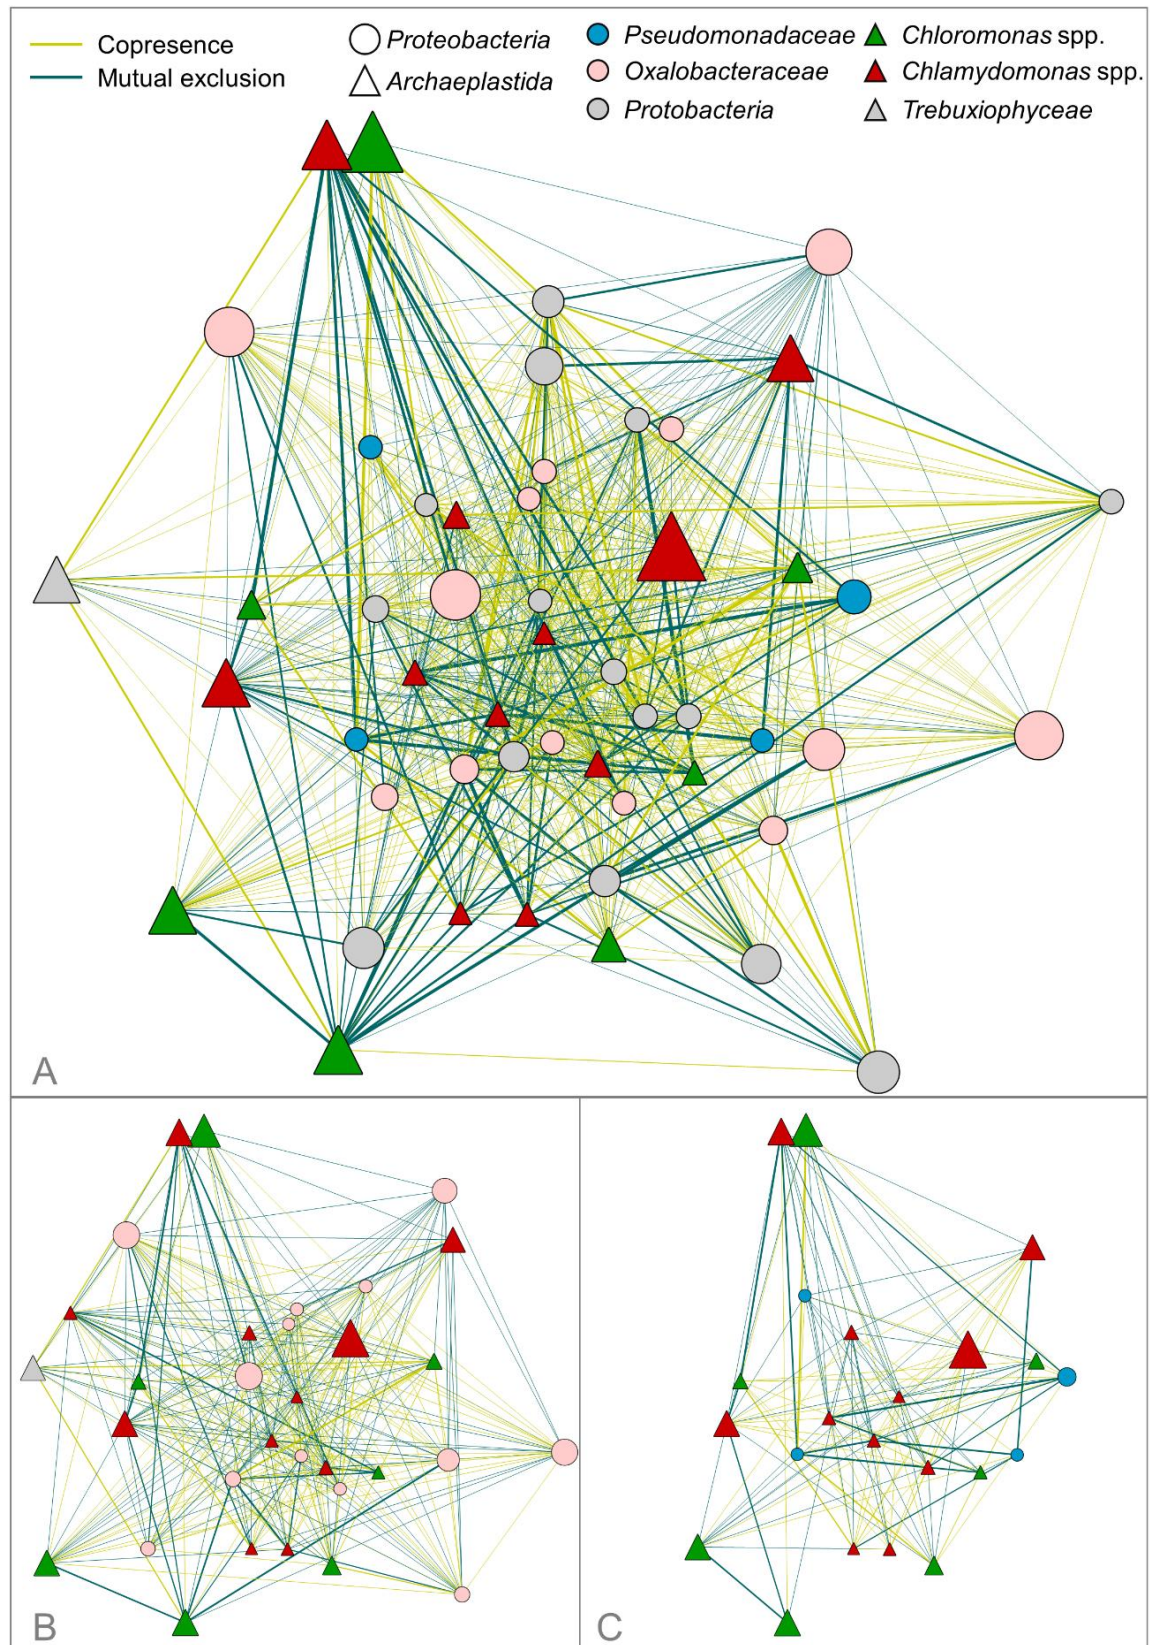 Copresence
Mutual exclusion
Proteobacteria
Archaeplastida
Pseudomonadaceae
Oxalobacteraceae
Protobacteria
Chloromonas spp.
Chlamydomonas spp.
Trebuxiophyceae
A
B
C